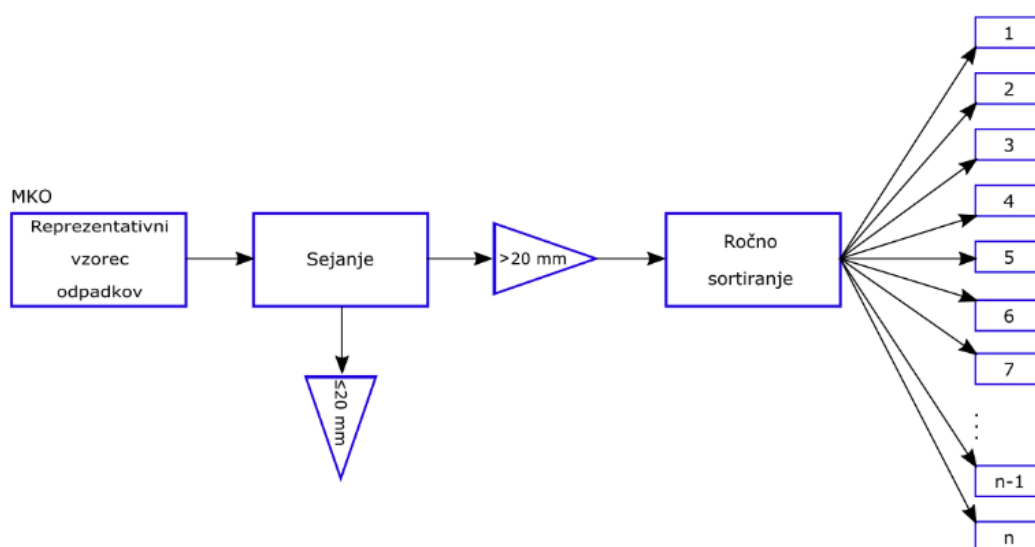 MKO
Reprezentativni
vzorec
odpadkov
Sejanje
≤20 mm
>20 mm
Ročno
sortiranje
1
2
3
4
5
6
7
⋮
n-1
n